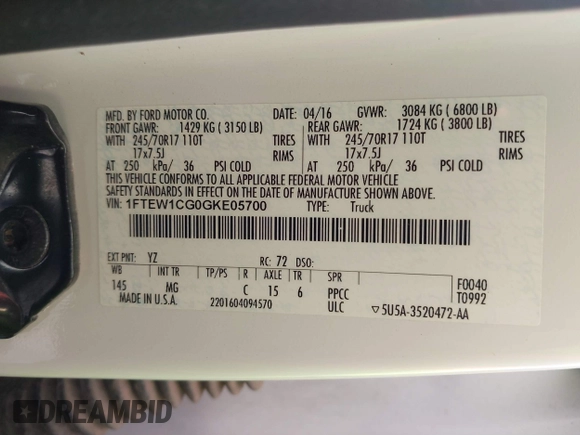 MFD. BY FORD MOTOR CO. DATE: 04/16 GVWR: 3084 KG ( 6800 LB)
FRONT GAWR: 1429 KG ( 3150 LB) REAR GAWR: 1724 KG ( 3800 LB)
WITH 245/70R17 110T TIRES WITH 245/70R17 110T TIRES
17x7.5J RIMS 17x7.5J RIMS
AT 250 kPa/ 36 PSI COLD AT 250 kPa/ 36 PSI COLD
THIS VEHICLE CONFORMS TO ALL APPLICABLE FEDERAL MOTOR VEHICLE
SAFETY STANDARDS IN EFFECT ON THE DATE OF MANUFACTURE SHOWN ABOVE.
VIN: 1FTEW1CG0GKE05700 TYPE: Truck
EXT PNT: YZ RC: 72 DSO:
WB INT TR TP/PS R AXLE TR SPR F0040
145 MG C 15 6 PPCC T0992
MADE IN U.S.A. 2201604094570 ULC ▽5U5A-3520472-AA
DREAMBID